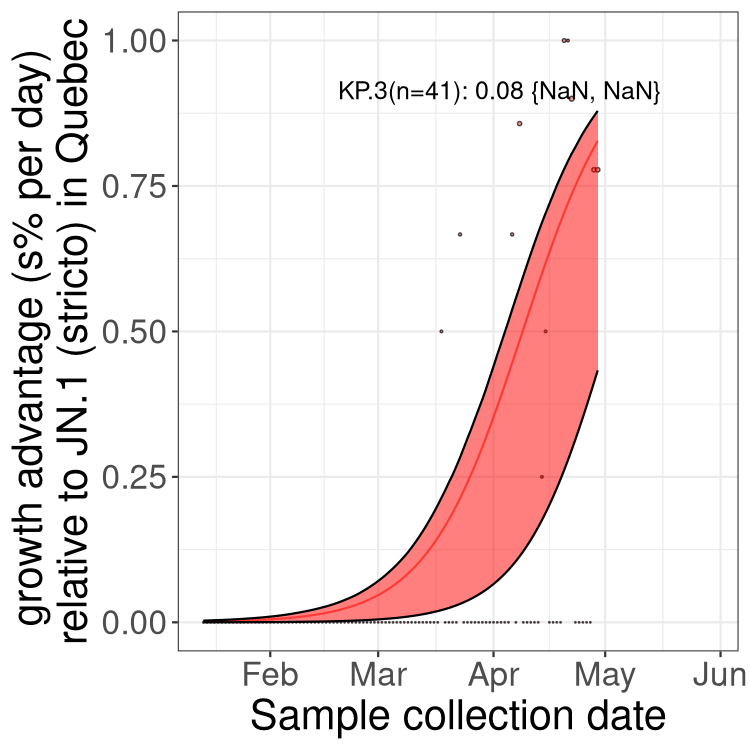 growth advantage (s% per day)
relative to JN.1 (stricto) in Quebec
1.00
0.75
0.50
0.25
0.00
KP.3(n=41): 0.08 {NaN, NaN}
Feb Mar Apr May Jun
Sample collection date